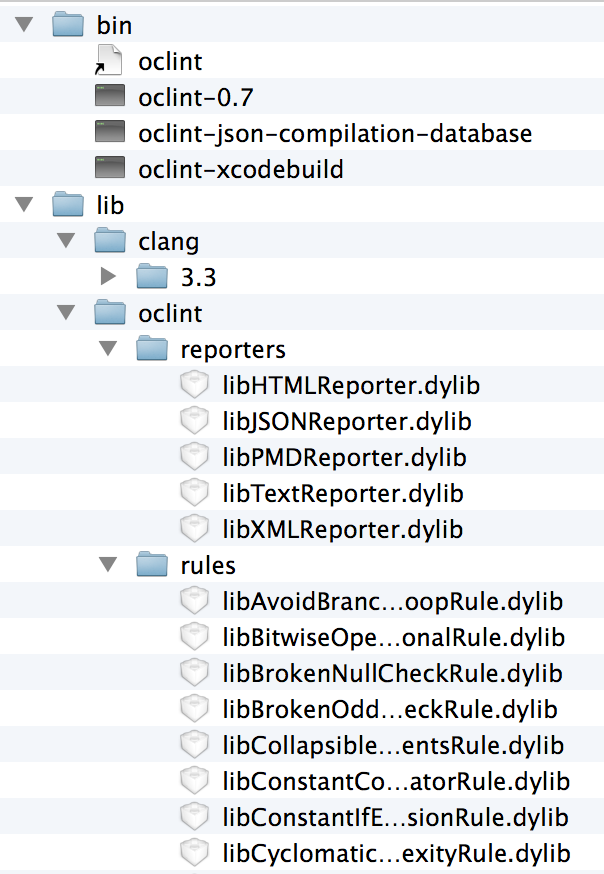 bin
oclint
oclint-0.7
oclint-json-compilation-database
oclint-xcodebuild
lib
clang
3.3
oclint
reporters
libHTMLReporter.dylib
libJSONReporter.dylib
libPMDReporter.dylib
libTextReporter.dylib
libXMLReporter.dylib
rules
libAvoidBranc...oopRule.dylib
libBitwiseOpe...onalRule.dylib
libBrokenNullCheckRule.dylib
libBrokenOdd...eckRule.dylib
libCollapsible...entsRule.dylib
libConstantCo...atorRule.dylib
libConstantIfE...sionRule.dylib
libCyclomatic...exityRule.dylib